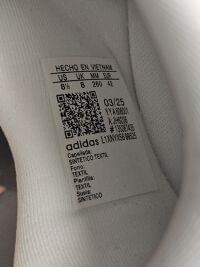 HECHO EN VIETNAM
US UK MM EUR
8½ 8 260 42
03/25
adidas
Capellada:
SINTETICO TEXTIL
Forro:
TEXTIL
Plantilla:
TEXTIL
Suela:
SINTETICO